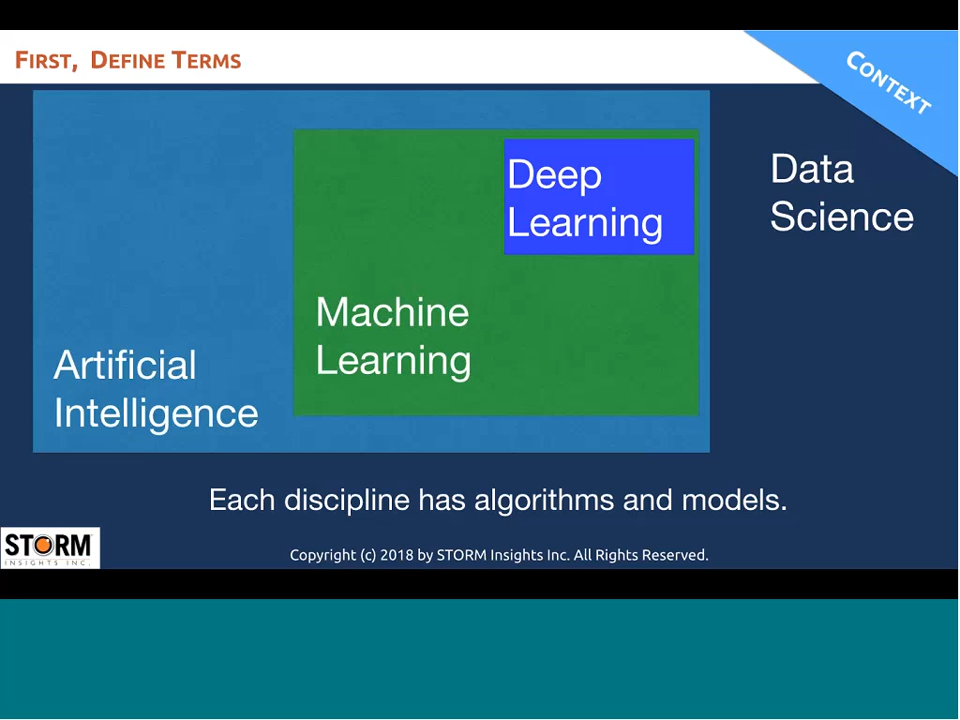 FIRST, DEFINE TERMS
CONTEXT
Deep
Learning
Data
Science
Machine
Learning
Artificial
Intelligence
Each discipline has algorithms and models.
STORM
INSIGHTS INC.
Copyright (c) 2018 by STORM Insights Inc. All Rights Reserved.